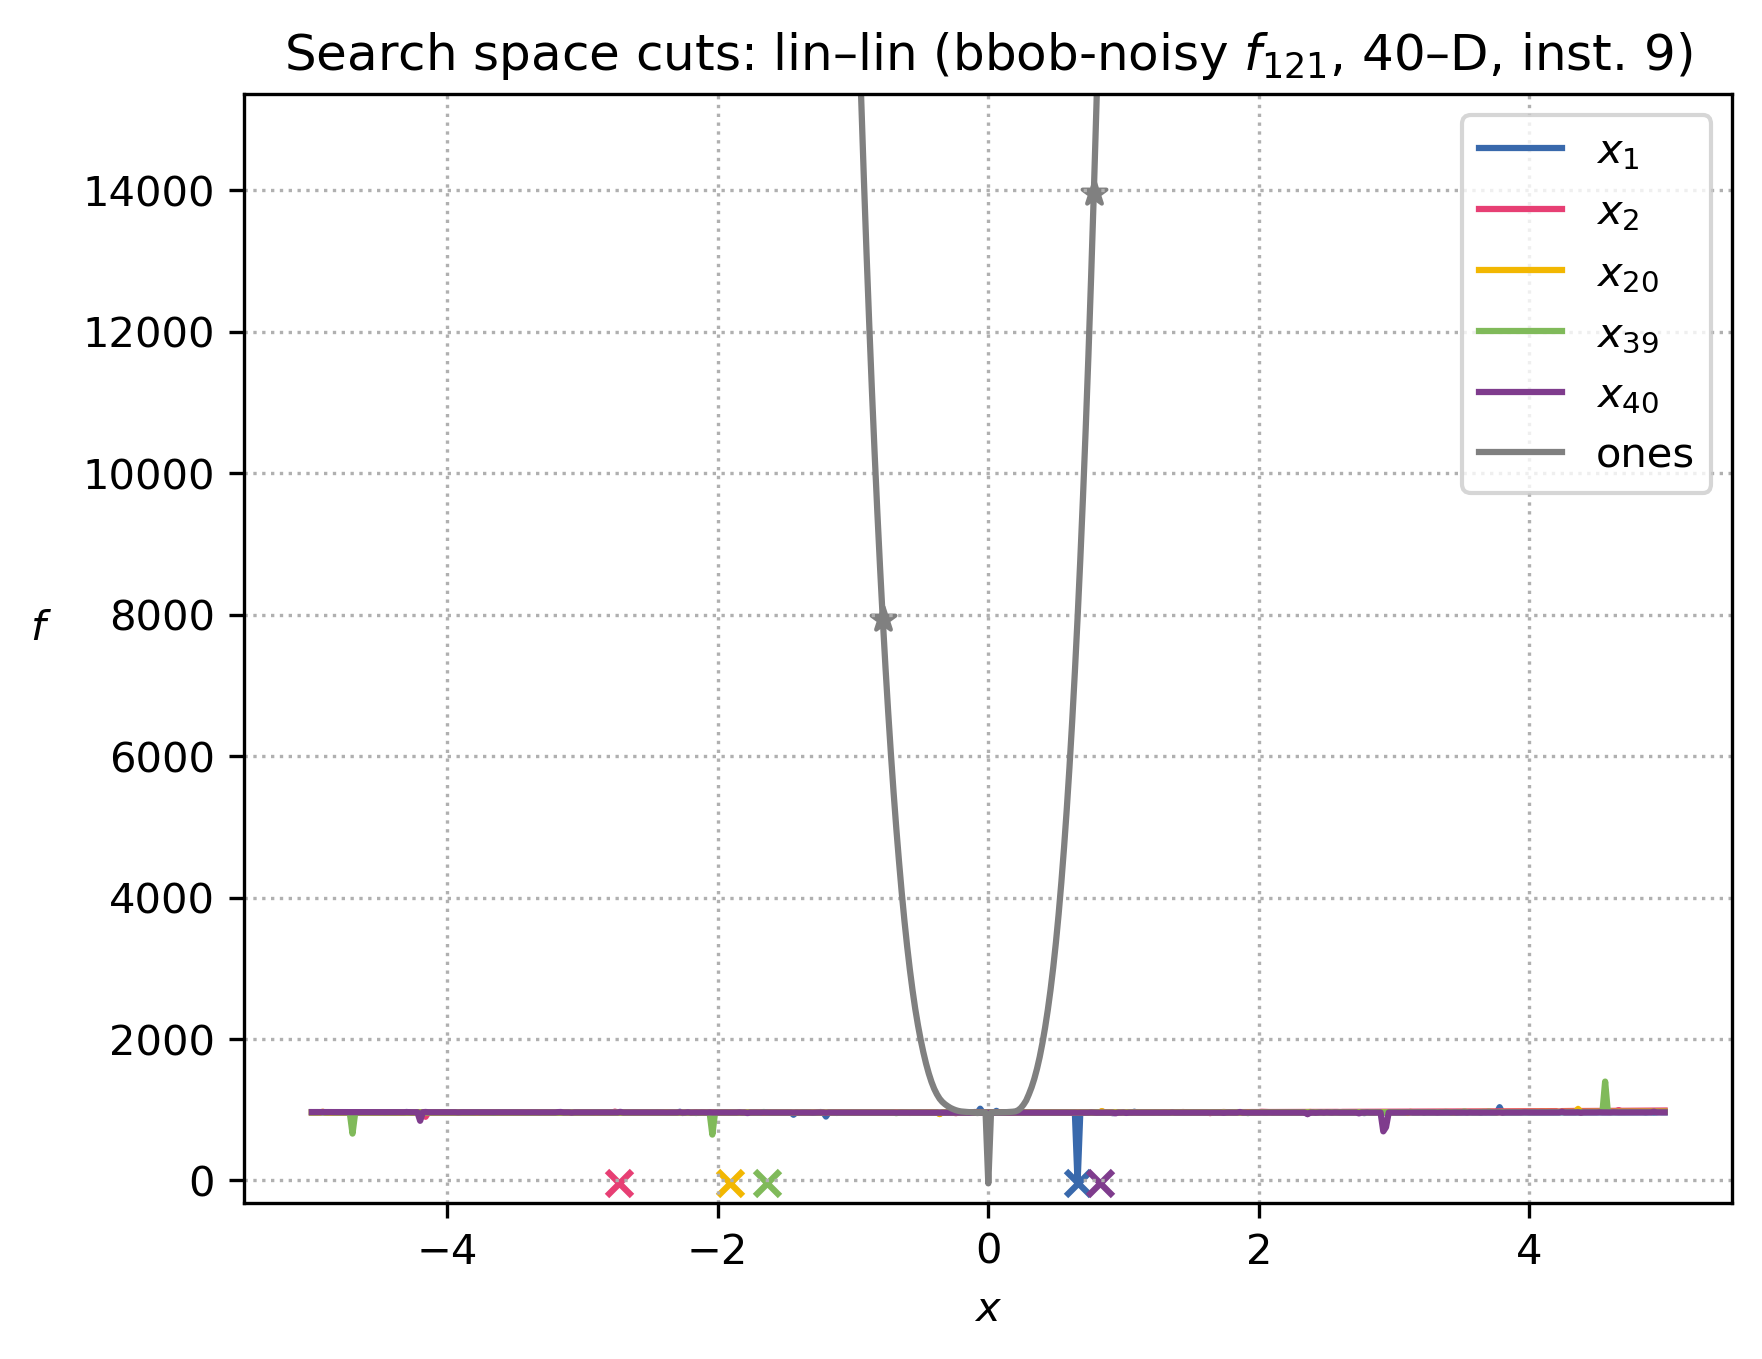 Search space cuts: lin–lin (bbob-noisy f₁₂₁, 40–D, inst. 9)
14000
12000
10000
8000
6000
4000
2000
0
f
−4
−2
0
2
4
x
x₁
x₂
x₂₀
x₃₉
x₄₀
ones